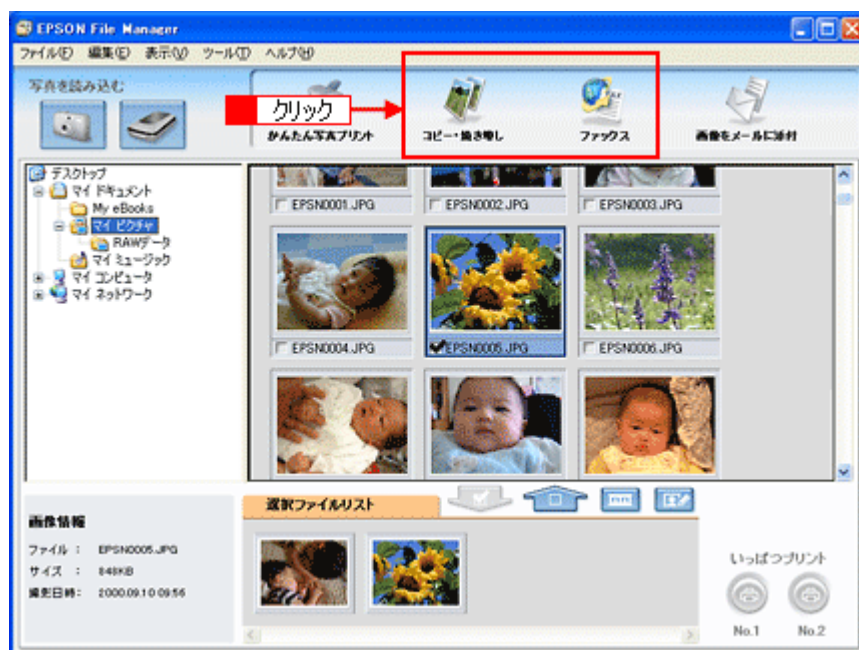 EPSON File Manager
ファイル(F) 編集(E) 表示(V) ツール(T) ヘルプ(H)
写真を読み込む
クリック
かんたん写真プリント
コピー・焼き増し
ファックス
画像をメールに添付
デスクトップ
マイ ドキュメント
My eBooks
マイ ピクチャ
RAWデータ
マイ ミュージック
マイ コンピュータ
マイ ネットワーク
EPSN0001.JPG EPSN0002.JPG EPSN0003.JPG
EPSN0004.JPG EPSN0005.JPG EPSN0006.JPG
選択ファイルリスト
画像情報
ファイル : EPSN0005.JPG
サイズ : 848KB
撮影日時: 2000.09.10 09:56
いっぱつプリント
No.1 No.2